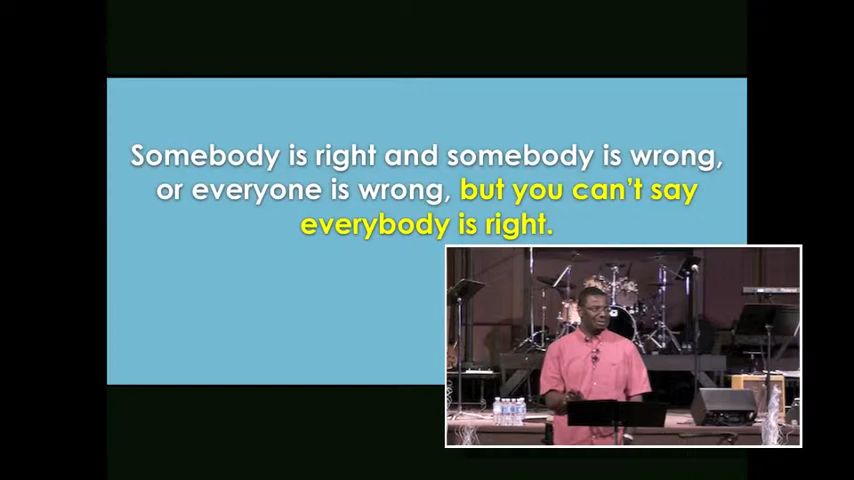 Somebody is right and somebody is wrong,
or everyone is wrong, but you can't say
everybody is right.